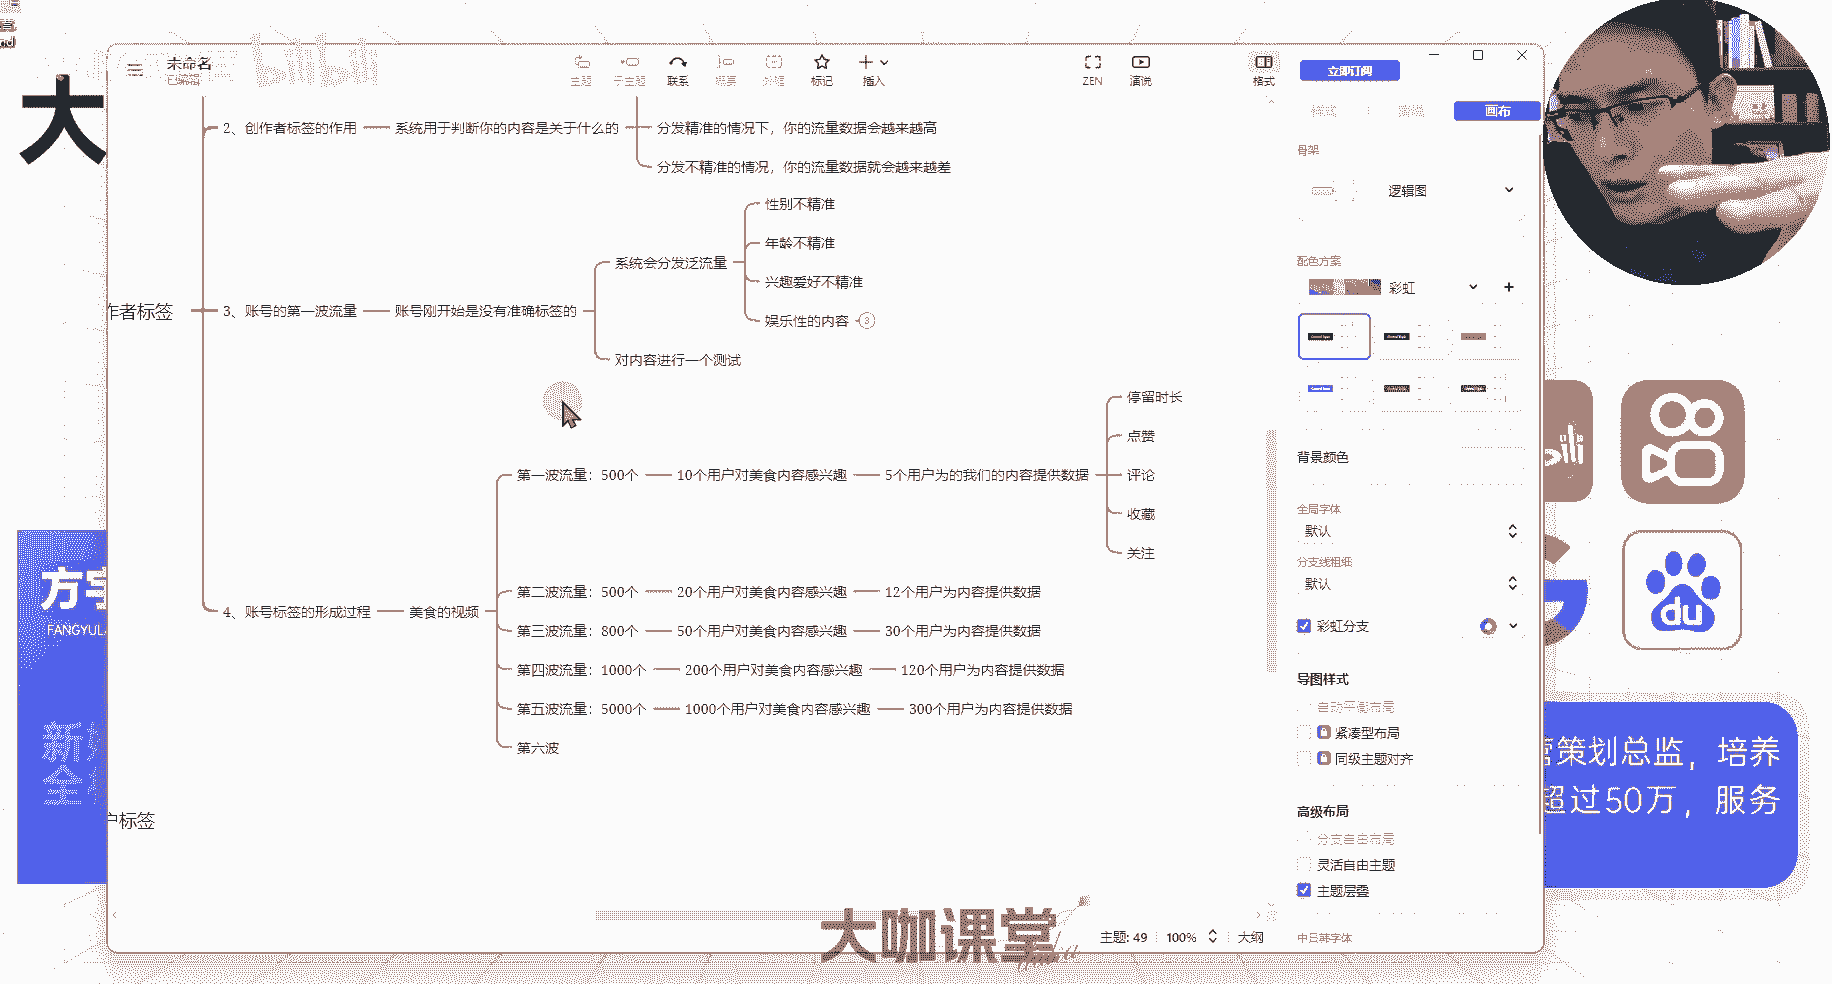 大
bilibili
未命名
已编辑
主题
子主题
联系
概要
外框
标记
插入
ZEN
演说
格式
立即订阅
样式
画布
2、创作者标签的作用
系统用于判断你的内容是关于什么的
分发精准的情况下，你的流量数据会越来越高
分发不精准的情况，你的流量数据就会越来越差
作者标签
3、账号的第一波流量
账号刚开始是没有准确标签的
系统会分发泛流量
性别不精准
年龄不精准
兴趣爱好不精准
娱乐性的内容
3
对内容进行一个测试
4、账号标签的形成过程
美食的视频
第一波流量：500个
10个用户对美食内容感兴趣
5个用户为的我们的内容提供数据
停留时长
点赞
评论
收藏
关注
第二波流量：500个
20个用户对美食内容感兴趣
12个用户为内容提供数据
第三波流量：800个
50个用户对美食内容感兴趣
30个用户为内容提供数据
第四波流量：1000个
200个用户对美食内容感兴趣
120个用户为内容提供数据
第五波流量：5000个
1000个用户对美食内容感兴趣
300个用户为内容提供数据
第六波
户标签
骨架
逻辑图
配色方案
彩虹
背景颜色
全局字体
默认
分支线粗细
默认
彩虹分支
导图样式
自动平衡布局
紧凑型布局
同级主题对齐
高级布局
分支自由布局
灵活自由主题
主题层叠
中日韩字体
主题: 49
100%
大纲
大咖课堂
方宇
FANGYUL
新
全
du
营策划总监，培养
超过50万，服务